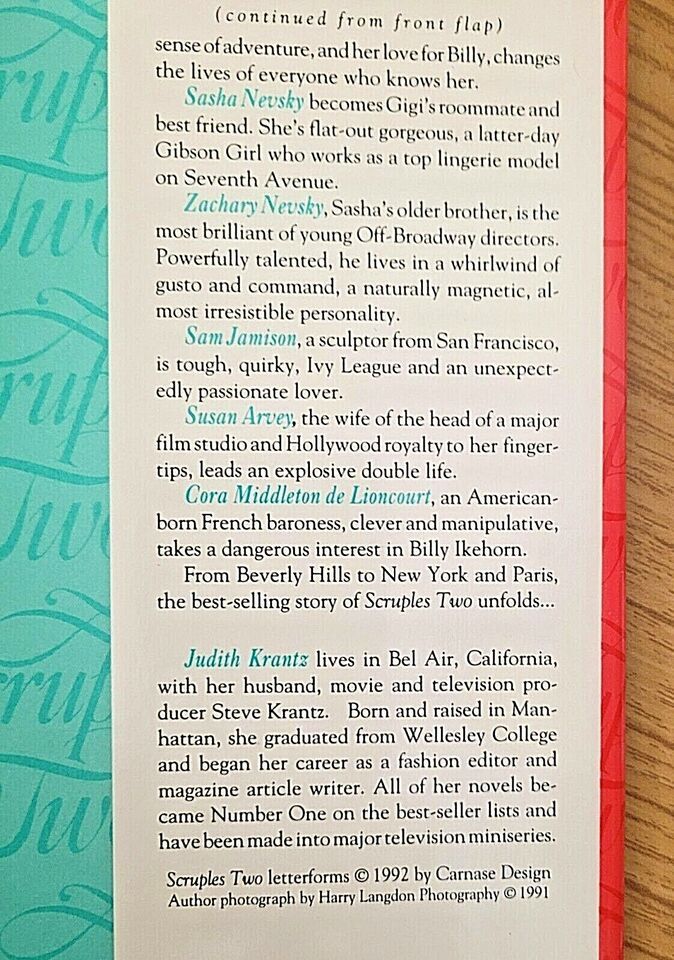 (continued from front flap)
sense of adventure, and her love for Billy, changes
the lives of everyone who knows her.
Sasha Nevsky becomes Gigi's roommate and
best friend. She's flat-out gorgeous, a latter-day
Gibson Girl who works as a top lingerie model
on Seventh Avenue.
Zachary Nevsky, Sasha's older brother, is the
most brilliant of young Off-Broadway directors.
Powerfully talented, he lives in a whirlwind of
gusto and command, a naturally magnetic, al-
most irresistible personality.
Sam Jamison, a sculptor from San Francisco,
is tough, quirky, Ivy League and an unexpect-
edly passionate lover.
Susan Arvey, the wife of the head of a major
film studio and Hollywood royalty to her finger-
tips, leads an explosive double life.
Cora Middleton de Lioncourt, an American-
born French baroness, clever and manipulative,
takes a dangerous interest in Billy Ikehorn.
From Beverly Hills to New York and Paris,
the best-selling story of Scruples Two unfolds...
Judith Krantz lives in Bel Air, California,
with her husband, movie and television pro-
ducer Steve Krantz. Born and raised in Man-
hattan, she graduated from Wellesley College
and began her career as a fashion editor and
magazine article writer. All of her novels be-
came Number One on the best-seller lists and
have been made into major television miniseries.
Scruples Two letterforms © 1992 by Carnase Design
Author photograph by Harry Langdon Photography © 1991